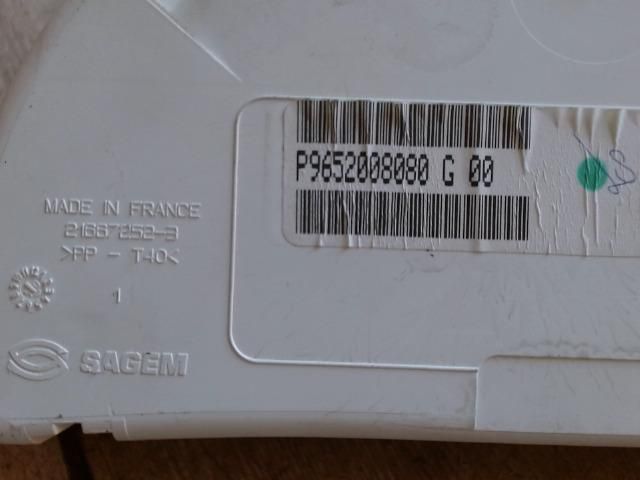 P9652008080 G 00
MADE IN FRANCE
21667252-3
>PP - T40<
1
SAGEM